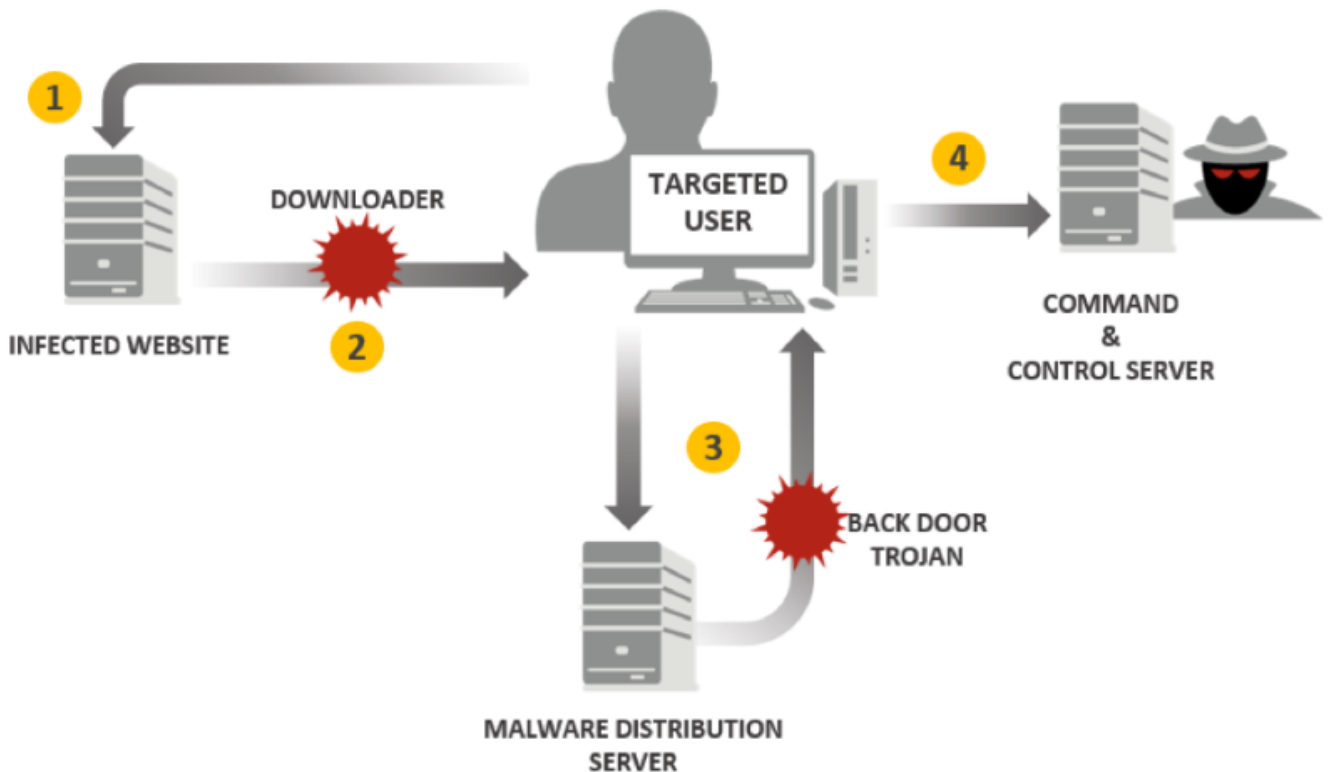 1
DOWNLOADER
2
INFECTED WEBSITE
TARGETED
USER
4
COMMAND
&
CONTROL SERVER
3
BACK DOOR
TROJAN
MALWARE DISTRIBUTION
SERVER